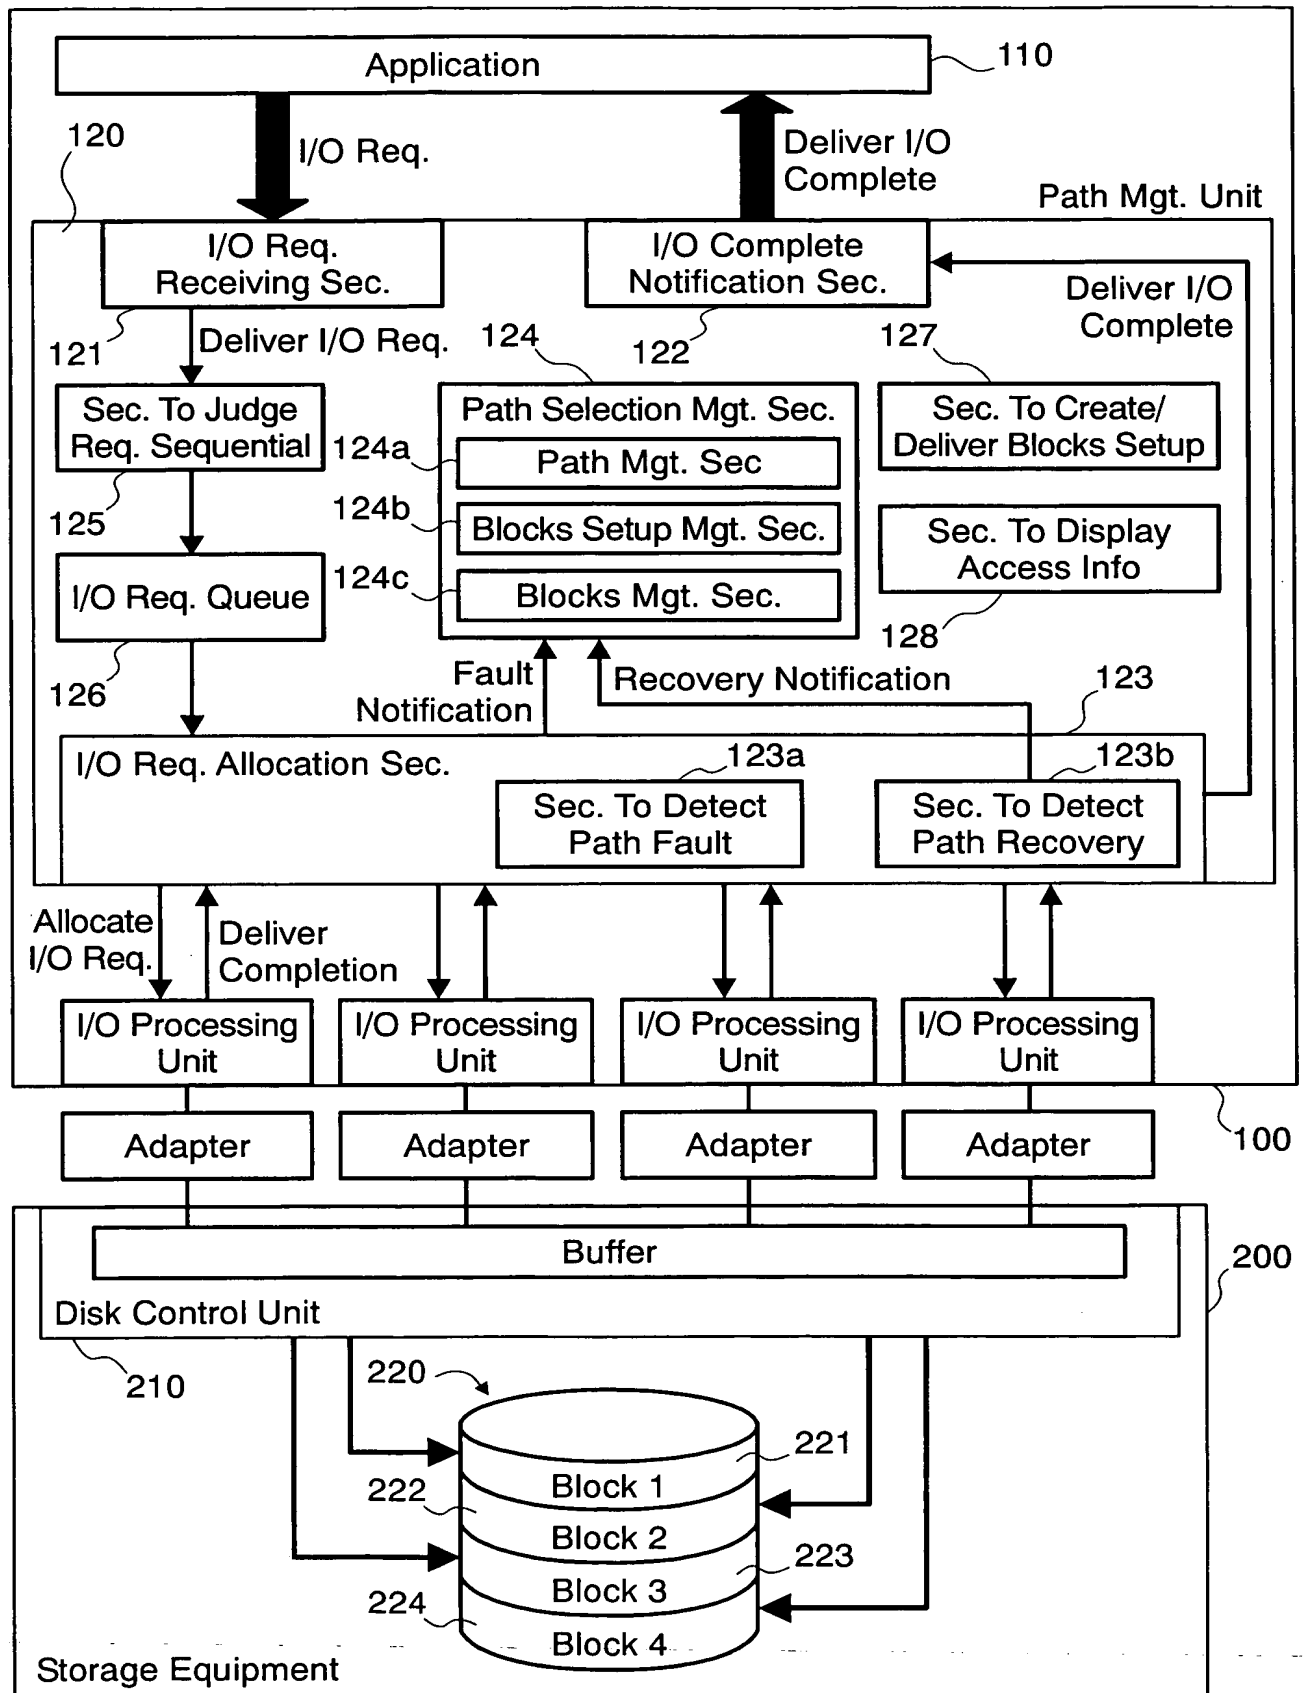 Application
110
120
I/O Req.
Deliver I/O
Complete
Path Mgt. Unit
I/O Req.
Receiving Sec.
I/O Complete
Notification Sec.
Deliver I/O
Complete
121
Deliver I/O Req.
124
122
127
Sec. To Judge
Req. Sequential
Path Selection Mgt. Sec.
Sec. To Create/
Deliver Blocks Setup
124a
Path Mgt. Sec
125
124b
Blocks Setup Mgt. Sec.
Sec. To Display
Access Info
124c
Blocks Mgt. Sec.
I/O Req. Queue
128
126
Fault
Notification
Recovery Notification
123
I/O Req. Allocation Sec.
123a
123b
Sec. To Detect
Path Fault
Sec. To Detect
Path Recovery
Allocate
I/O Req.
Deliver
Completion
I/O Processing
Unit
I/O Processing
Unit
I/O Processing
Unit
I/O Processing
Unit
100
Adapter
Adapter
Adapter
Adapter
Buffer
200
Disk Control Unit
210
220
221
Block 1
222
Block 2
223
Block 3
224
Block 4
Storage Equipment